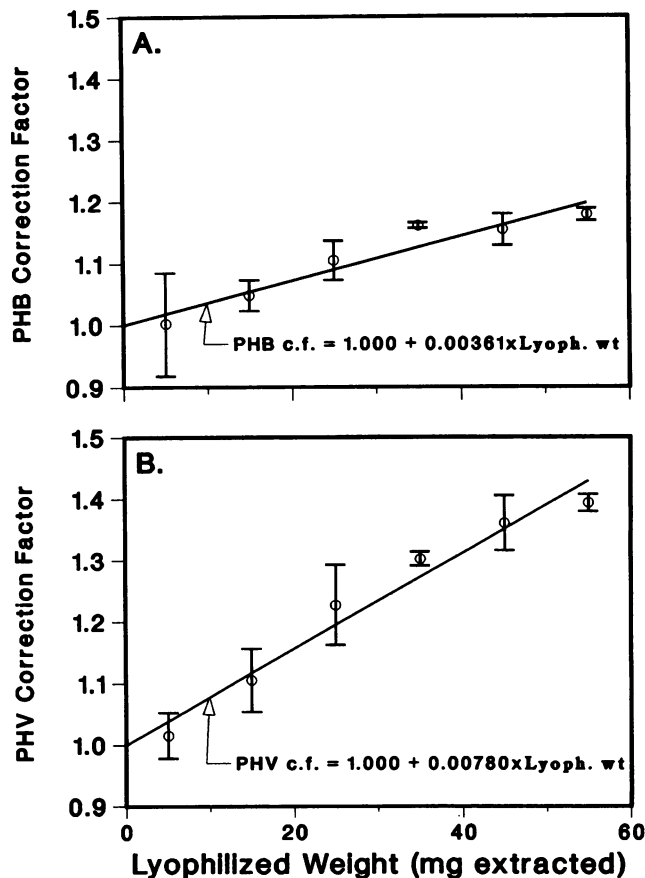 A.
PHB Correction Factor
1.5
1.4
1.3
1.2
1.1
1.0
0.9
PHB c.f. = 1.000 + 0.00361xLyoph. wt
B.
PHV Correction Factor
1.5
1.4
1.3
1.2
1.1
1.0
0.9
PHV c.f. = 1.000 + 0.00780xLyoph. wt
0 20 40 60
Lyophilized Weight (mg extracted)